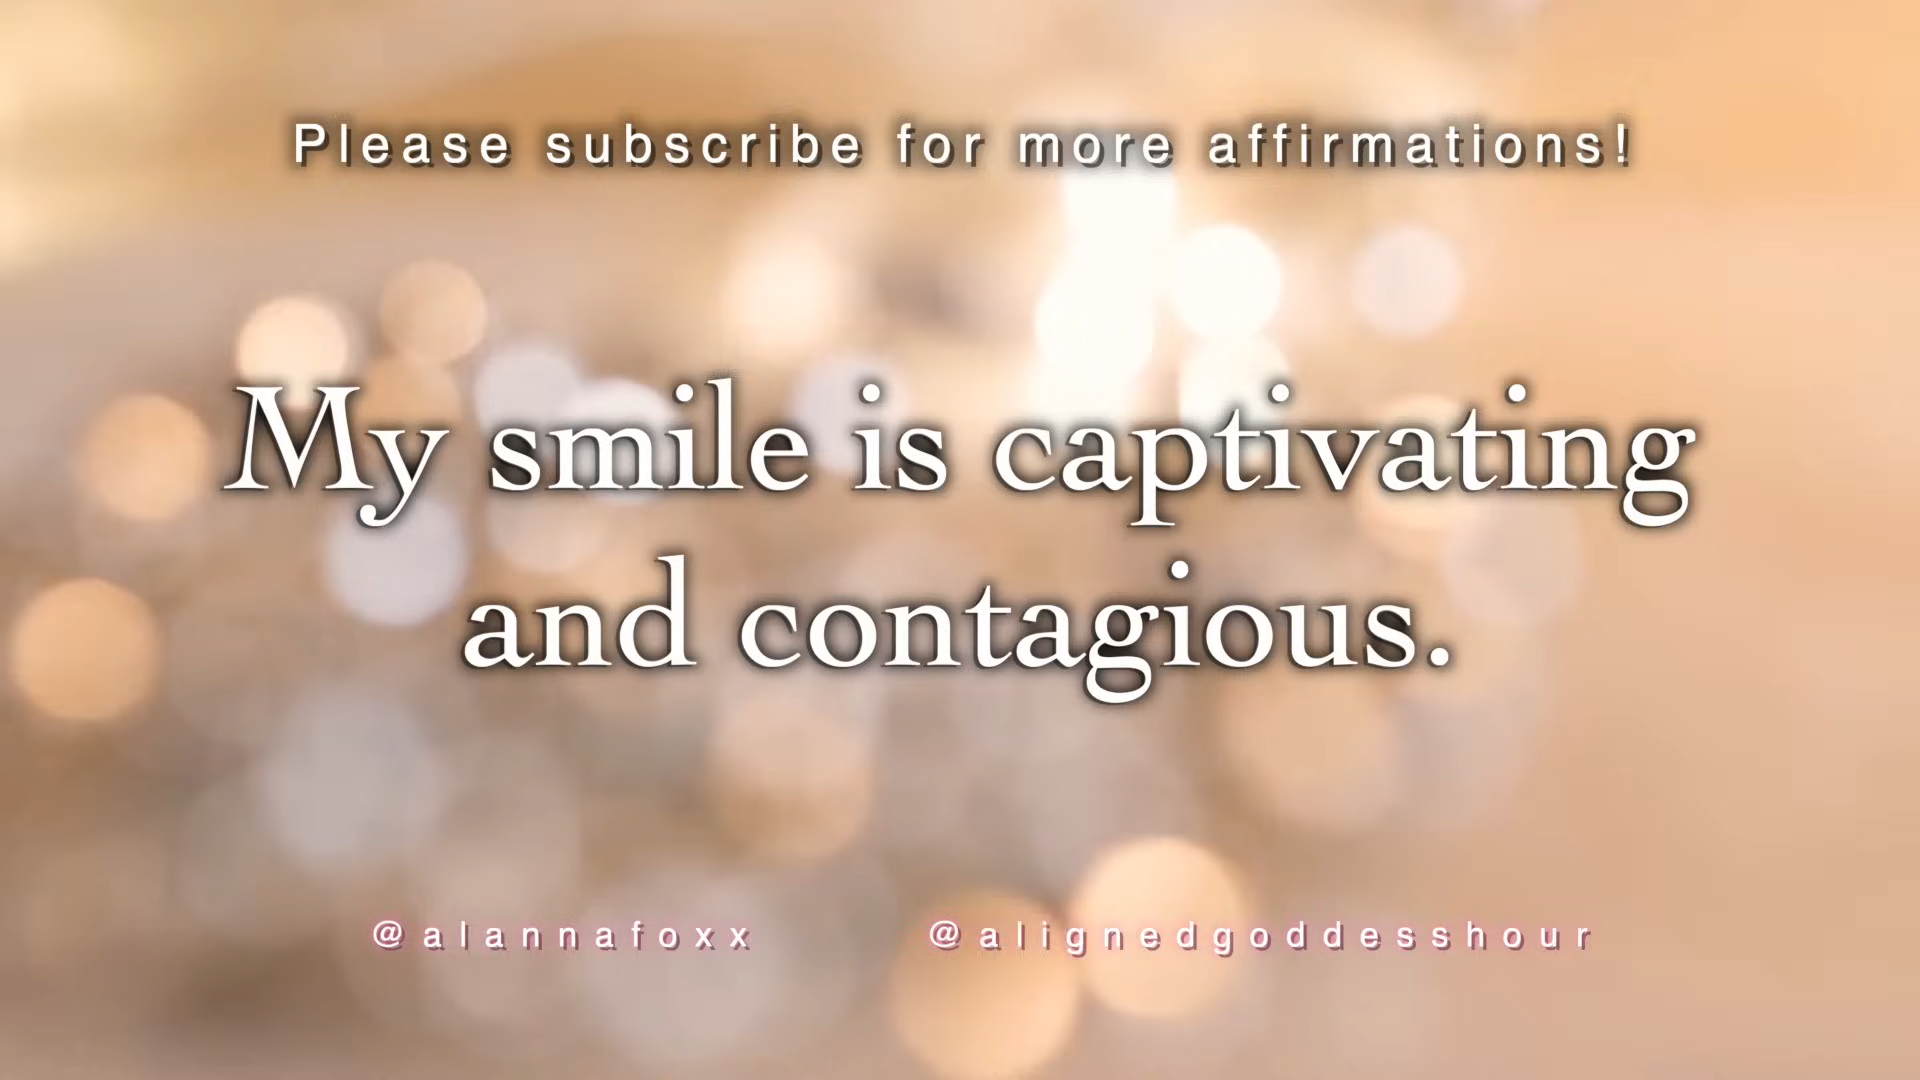 Please subscribe for more affirmations!
My smile is captivating
and contagious.
@alannafoxx @alignedgoddesshour